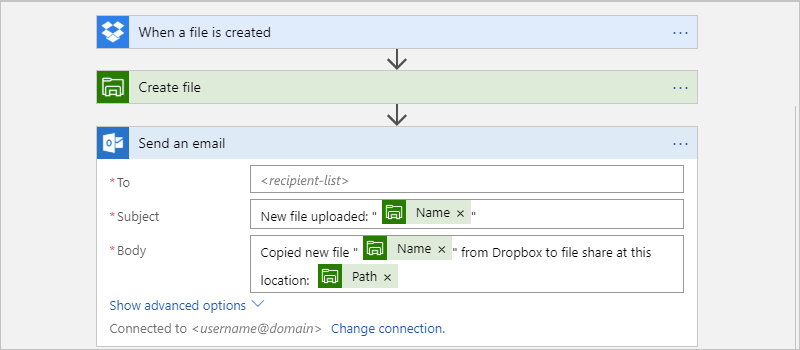 When a file is created ...
Create file ...
Send an email ...
*To <recipient-list>
*Subject New file uploaded: " Name × "
*Body Copied new file " Name × " from Dropbox to file share at this
location: Path ×
Show advanced options
Connected to <username@domain> Change connection.